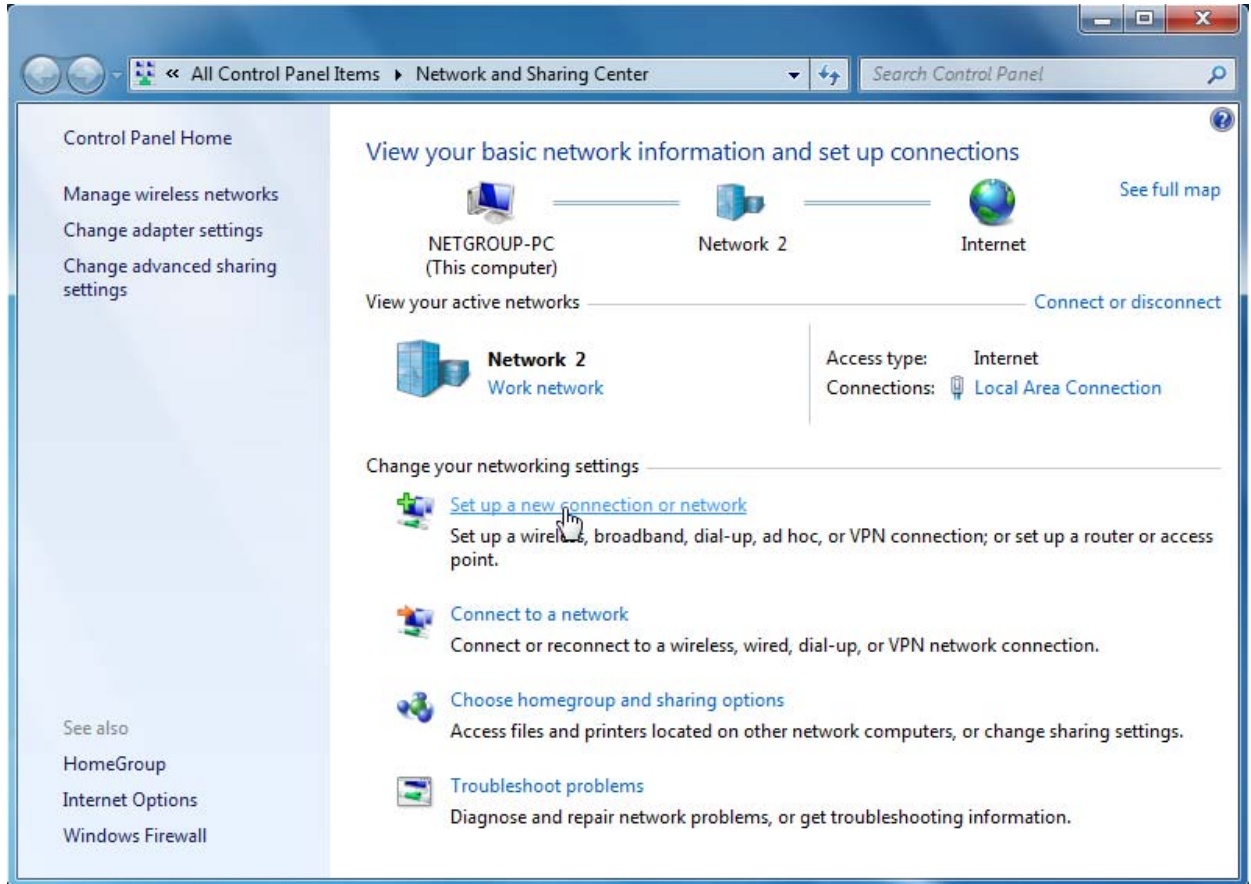 « All Control Panel Items ▸ Network and Sharing Center
Search Control Panel
Control Panel Home
Manage wireless networks
Change adapter settings
Change advanced sharing
settings
See also
HomeGroup
Internet Options
Windows Firewall
View your basic network information and set up connections
See full map
NETGROUP-PC
(This computer)
Network 2
Internet
View your active networks
Connect or disconnect
Network 2
Work network
Access type: Internet
Connections: Local Area Connection
Change your networking settings
Set up a new connection or network
Set up a wireless, broadband, dial-up, ad hoc, or VPN connection; or set up a router or access
point.
Connect to a network
Connect or reconnect to a wireless, wired, dial-up, or VPN network connection.
Choose homegroup and sharing options
Access files and printers located on other network computers, or change sharing settings.
Troubleshoot problems
Diagnose and repair network problems, or get troubleshooting information.